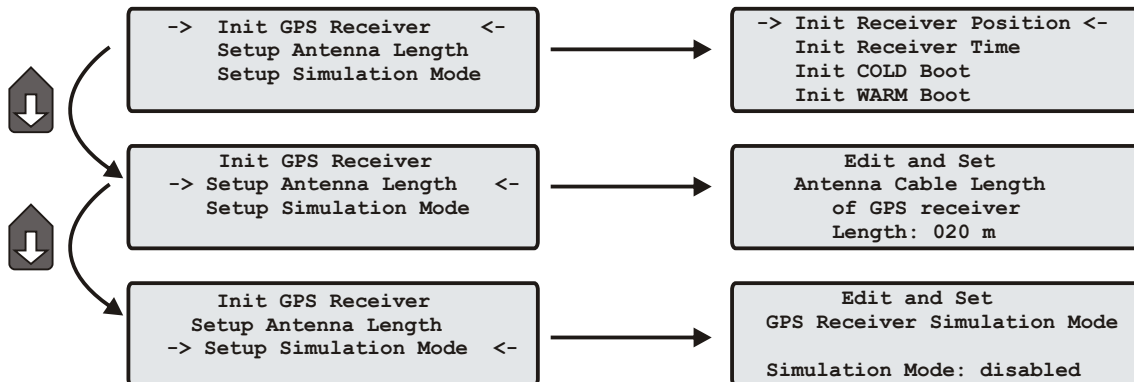 -> Init GPS Receiver <-
Setup Antenna Length
Setup Simulation Mode
-> Init Receiver Position <-
Init Receiver Time
Init COLD Boot
Init WARM Boot
Init GPS Receiver
-> Setup Antenna Length <-
Setup Simulation Mode
Edit and Set
Antenna Cable Length
of GPS receiver
Length: 020 m
Init GPS Receiver
Setup Antenna Length
-> Setup Simulation Mode <-
Edit and Set
GPS Receiver Simulation Mode
Simulation Mode: disabled